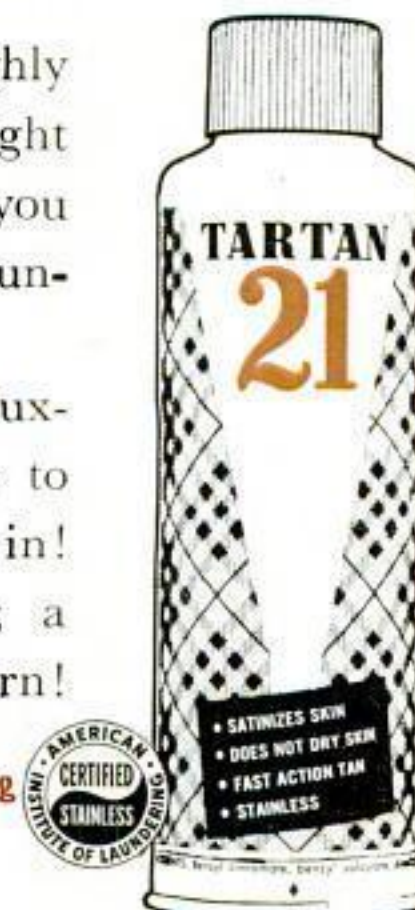 hly
ght
you
un-
ux-
to
in!
a
rn!
g
TARTAN
21
• SATINIZES SKIN
• DOES NOT DRY SKIN
• FAST ACTION TAN
• STAINLESS
AMERICAN INSTITUTE OF LAUNDERING
CERTIFIED
STAINLESS